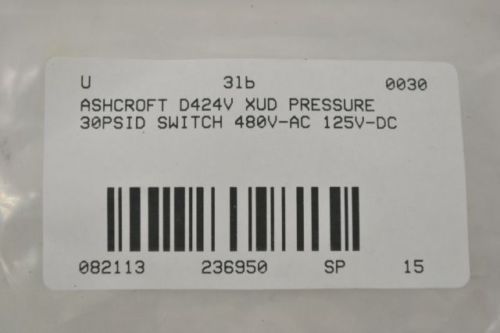 U 31b 0030
ASHCROFT D424V XUD PRESSURE
30PSID SWITCH 480V-AC 125V-DC
082113 236950 SP 15